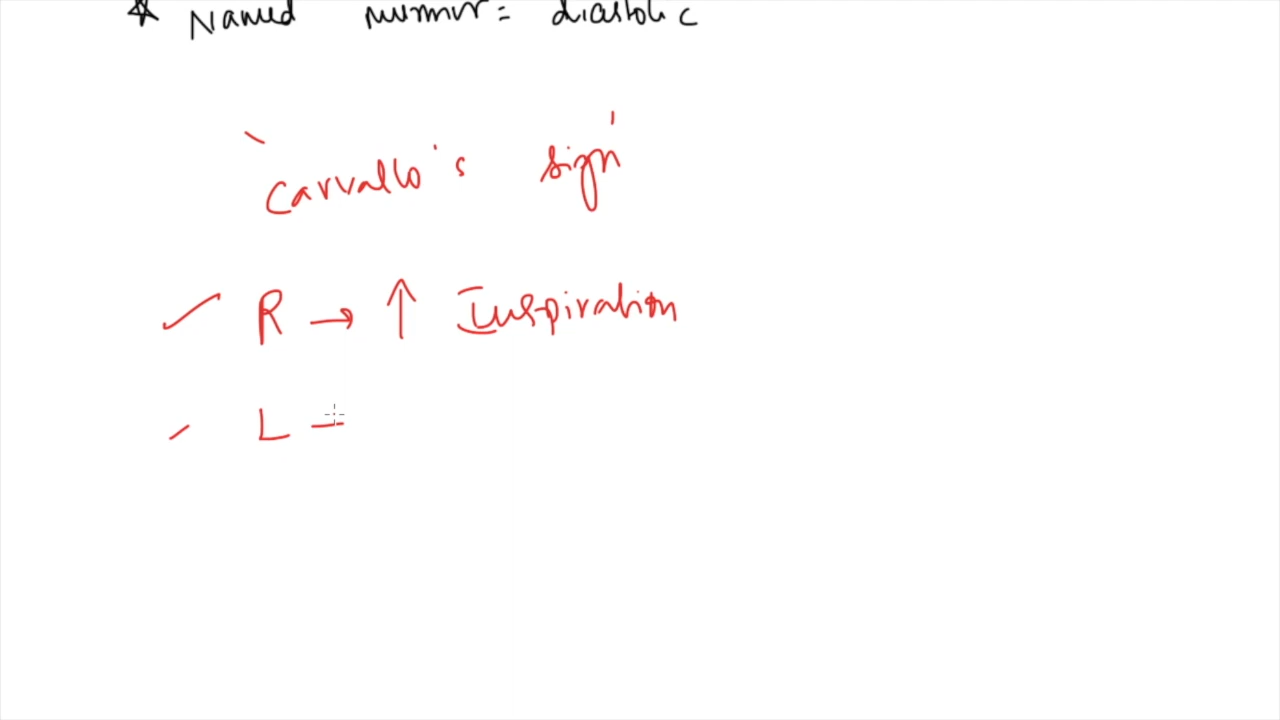 ☆ Named murmur = diastolic
'Carvallo's sign'
✓ R → ↑ Inspiration
L –